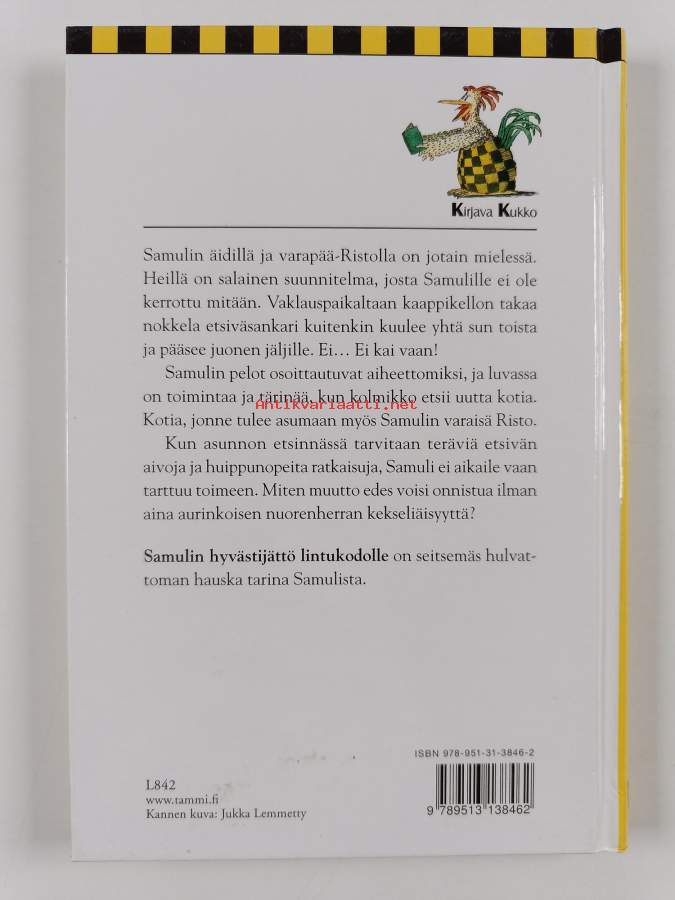 Kirjava Kukko
Samulin äidillä ja varapää-Ristolla on jotain mielessä.
Heillä on salainen suunnitelma, josta Samulille ei ole
kerrottu mitään. Vaklauspaikaltaan kaappikellon takaa
nokkela etsiväsankari kuitenkin kuulee yhtä sun toista
ja pääsee juonen jäljille. Ei… Ei kai vaan!
Samulin pelot osoittautuvat aiheettomiksi, ja luvassa
on toimintaa ja tärinää, kun kolmikko etsii uutta kotia.
Antikvariaatti.net
Kotia, jonne tulee asumaan myös Samulin varaisä Risto.
Kun asunnon etsinnässä tarvitaan teräviä etsivän
aivoja ja huippunopeita ratkaisuja, Samuli ei aikaile vaan
tarttuu toimeen. Miten muutto edes voisi onnistua ilman
aina aurinkoisen nuorenherran kekseliäisyyttä?
Samulin hyvästijättö lintukodolle on seitsemäs hulvat-
toman hauska tarina Samulista.
ISBN 978-951-31-3846-2
9 789513 138462
L842
www.tammi.fi
Kannen kuva: Jukka Lemmetty